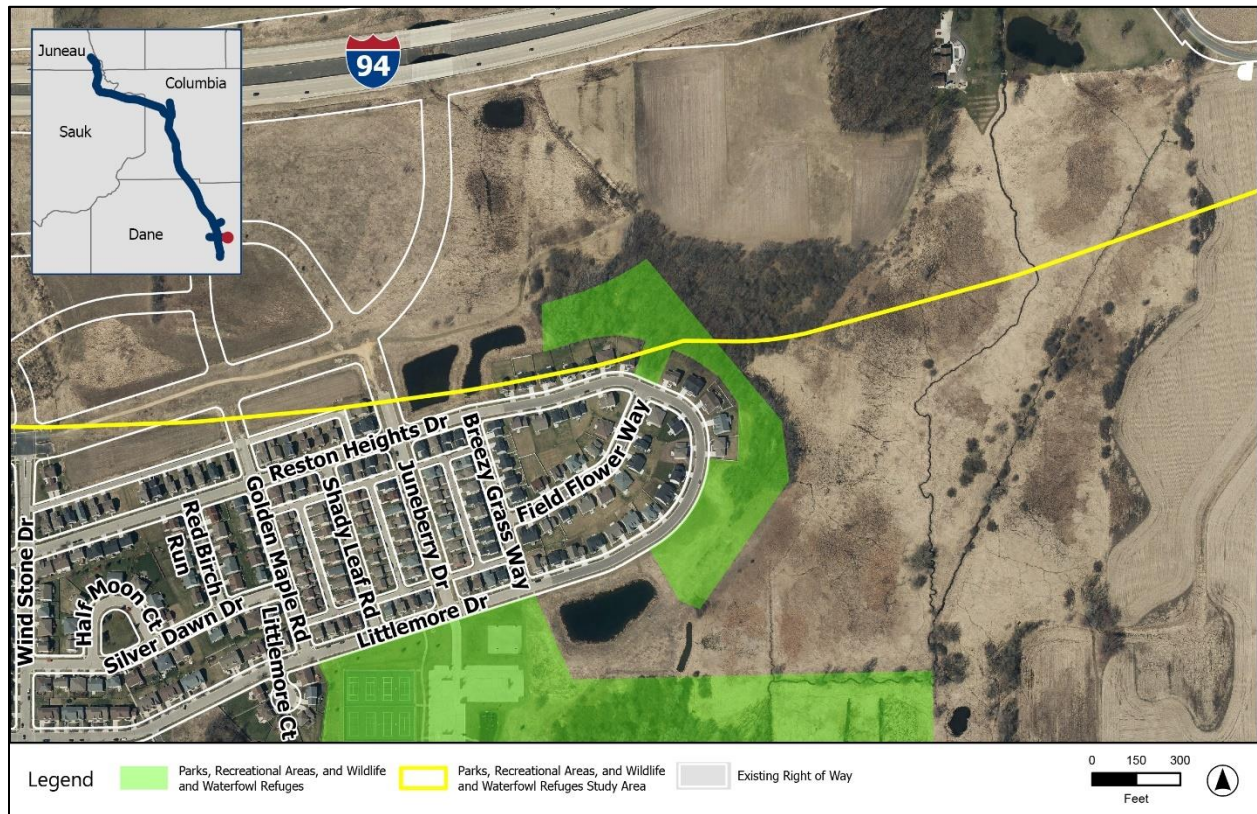 Juneau
Columbia
Sauk
Dane
94
Wind Stone Dr
Half Moon Ct
Silver Dawn Dr
Red Birch
Run
Golden Maple Rd
Littlemore Ct
Shady Leaf Rd
Reston Heights Dr
Juneberry Dr
Breezy Grass Way
Field Flower Way
Littlemore Dr
Legend
Parks, Recreational Areas, and Wildlife
and Waterfowl Refuges
Parks, Recreational Areas, and Wildlife
and Waterfowl Refuges Study Area
Existing Right of Way
0 150 300
Feet